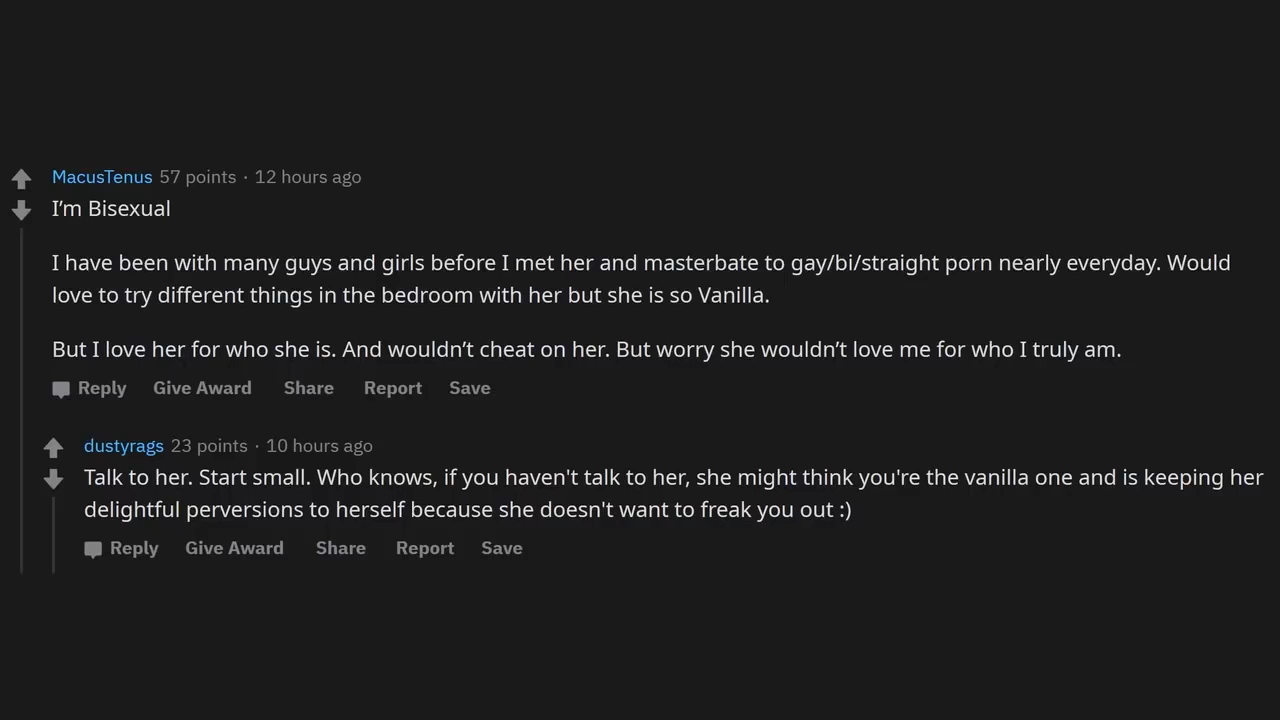 MacusTenus 57 points · 12 hours ago
I’m Bisexual
I have been with many guys and girls before I met her and masterbate to gay/bi/straight porn nearly everyday. Would
love to try different things in the bedroom with her but she is so Vanilla.
But I love her for who she is. And wouldn’t cheat on her. But worry she wouldn’t love me for who I truly am.
Reply Give Award Share Report Save
dustyrags 23 points · 10 hours ago
Talk to her. Start small. Who knows, if you haven't talk to her, she might think you're the vanilla one and is keeping her
delightful perversions to herself because she doesn't want to freak you out :)
Reply Give Award Share Report Save